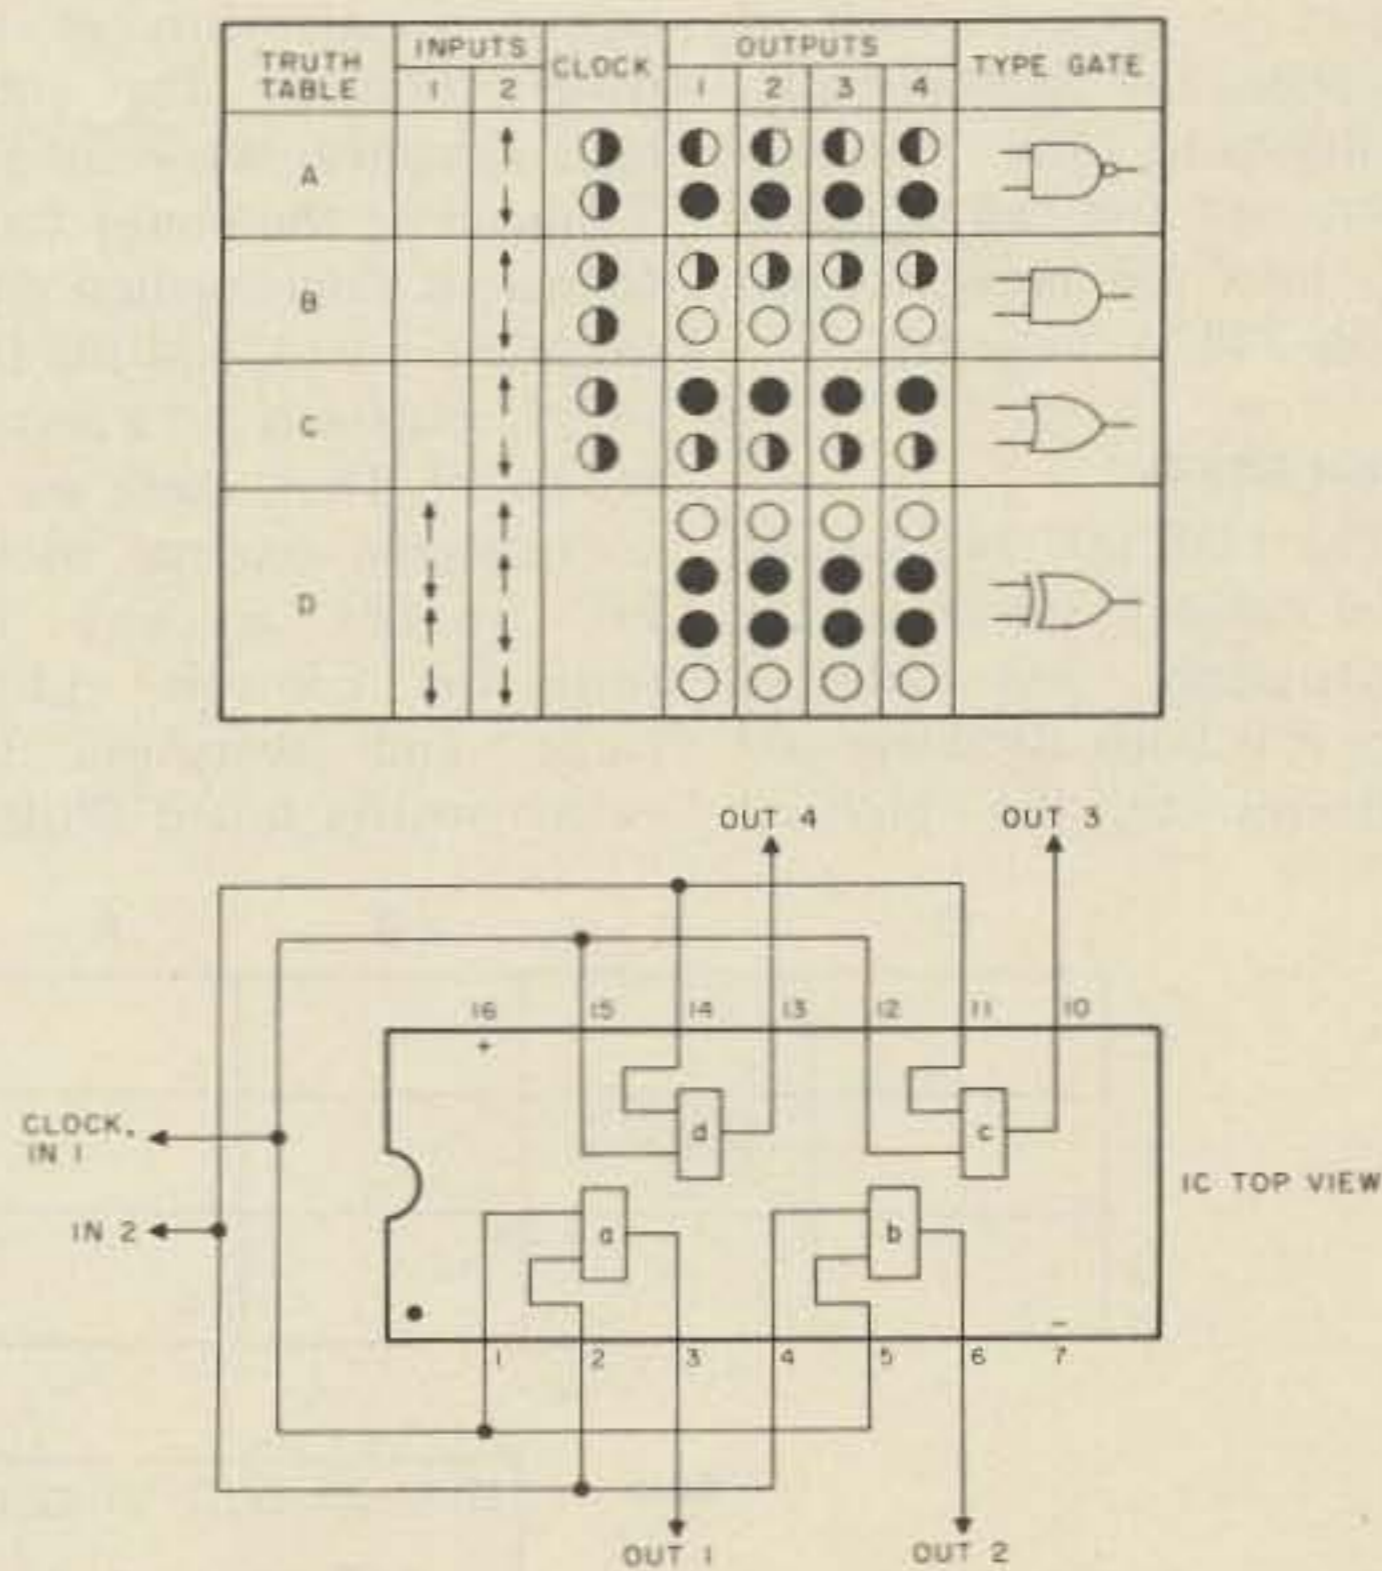 TRUTH TABLE INPUTS CLOCK OUTPUTS TYPE GATE
1 2 1 2 3 4
A
B
C
D
OUT 4 OUT 3
16 15 14 13 12 11 10
+
CLOCK,
IN 1
d c
IC TOP VIEW
IN 2
a b
–
1 2 3 4 5 6 7
OUT 1 OUT 2